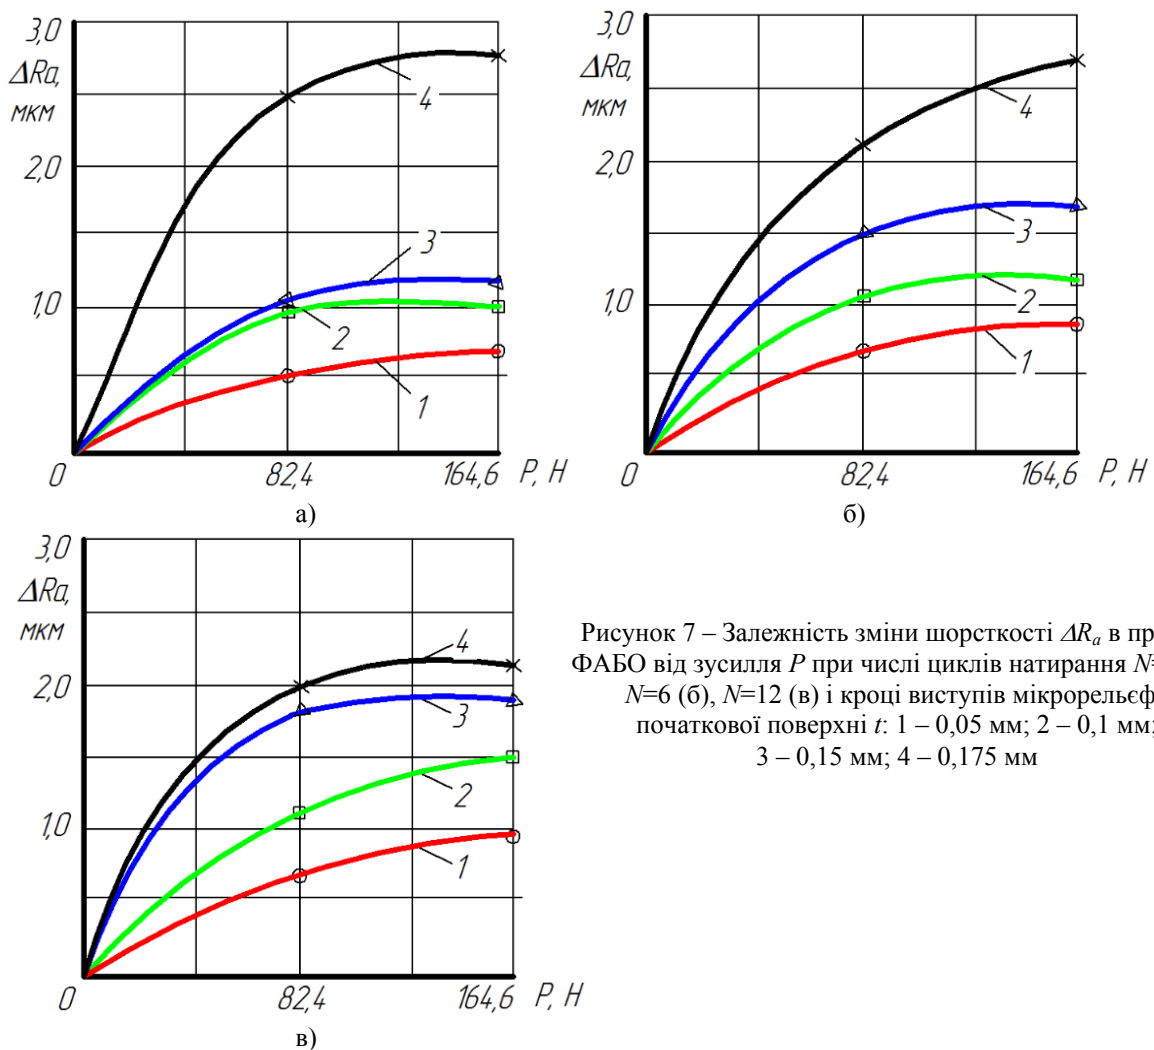 3,0
ΔRa,
мкм
2,0
1,0
0
82,4
164,6
P, H
4
3
2
1
а)
3,0
ΔRa,
мкм
2,0
1,0
0
82,4
164,6
P, H
4
3
2
1
б)
3,0
ΔRa,
мкм
2,0
1,0
0
82,4
164,6
P, H
4
3
2
1
в)
Рисунок 7 – Залежність зміни шорсткості ΔRa в
ФАБО від зусилля P при числі циклів натирання N=
N=6 (б), N=12 (в) і кроці виступів
початкової поверхні t: 1 – 0,05 мм; 2 – 0,1 мм;
3 – 0,15 мм; 4 – 0,175 мм